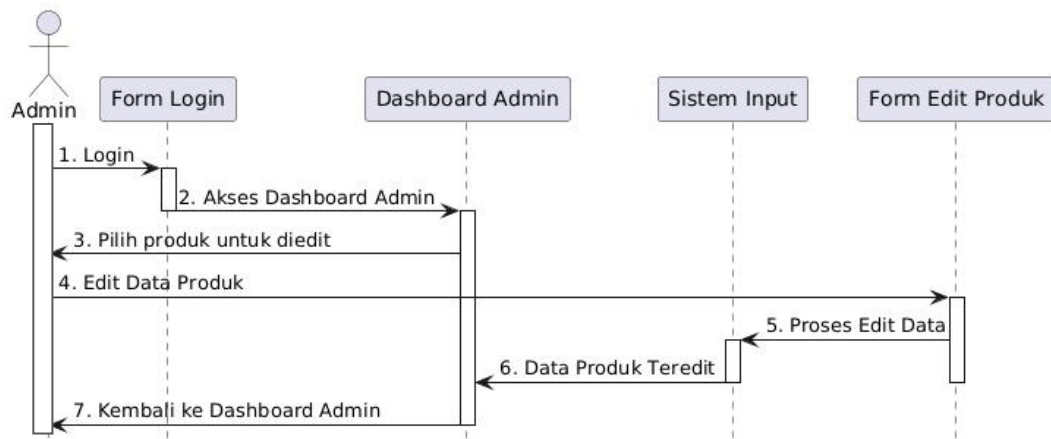 Admin
Form Login
Dashboard Admin
Sistem Input
Form Edit Produk
1. Login
2. Akses Dashboard Admin
3. Pilih produk untuk diedit
4. Edit Data Produk
5. Proses Edit Data
6. Data Produk Teredit
7. Kembali ke Dashboard Admin